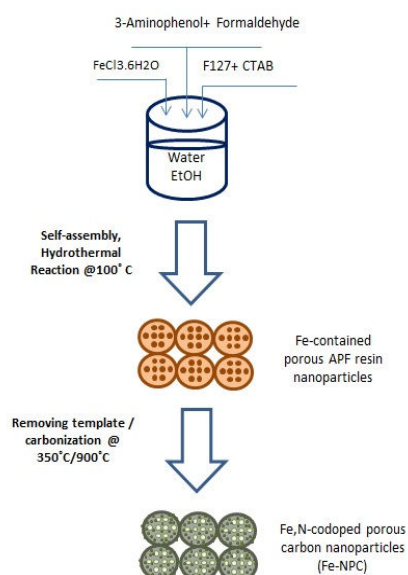 3-Aminophenol+ Formaldehyde
FeCl3.6H2O
F127+ CTAB
Water
EtOH
Self-assembly,
Hydrothermal
Reaction @100˚ C
Fe-contained
porous APF resin
nanoparticles
Removing template /
carbonization @
350˚C/900˚C
Fe,N-codoped porous
carbon nanoparticles
(Fe-NPC)